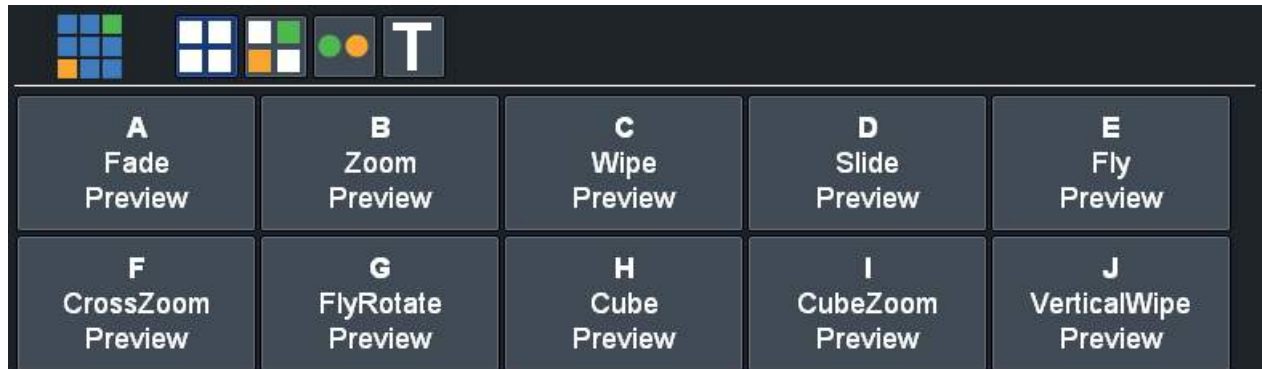 T
A
Fade
Preview
B
Zoom
Preview
C
Wipe
Preview
D
Slide
Preview
E
Fly
Preview
F
CrossZoom
Preview
G
FlyRotate
Preview
H
Cube
Preview
I
CubeZoom
Preview
J
VerticalWipe
Preview